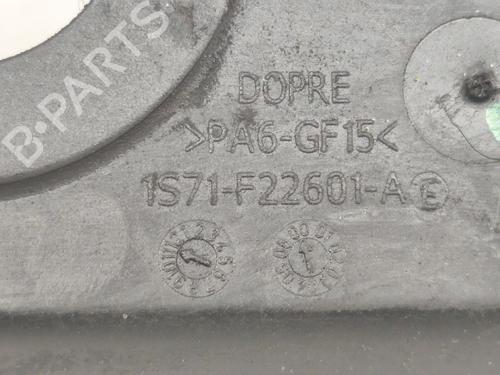 B-PARTS
DOPRE
>PA6-GF15<
1S71-F22601-A E